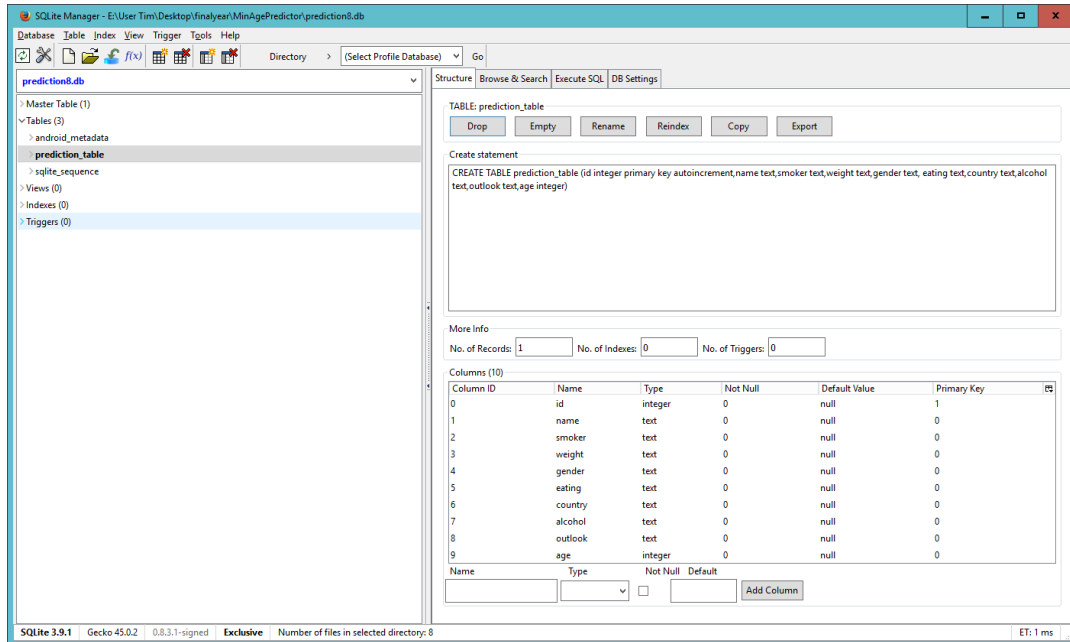 SQLite Manager - E:\User Tim\Desktop\finalyear\MinAgePredictor\prediction8.db
Database Table Index View Trigger Tools Help
f(x) Directory > (Select Profile Database) Go
prediction8.db
Master Table (1)
Tables (3)
android_metadata
prediction_table
sqlite_sequence
Views (0)
Indexes (0)
Triggers (0)
Structure Browse & Search Execute SQL DB Settings
TABLE: prediction_table
Drop Empty Rename Reindex Copy Export
Create statement
CREATE TABLE prediction_table (id integer primary key autoincrement,name text,smoker text,weight text,gender text, eating text,country text,alcohol
text,outlook text,age integer)
More Info
No. of Records: 1 No. of Indexes: 0 No. of Triggers: 0
Columns (10)
Column ID Name Type Not Null Default Value Primary Key
0 id integer 0 null 1
1 name text 0 null 0
2 smoker text 0 null 0
3 weight text 0 null 0
4 gender text 0 null 0
5 eating text 0 null 0
6 country text 0 null 0
7 alcohol text 0 null 0
8 outlook text 0 null 0
9 age integer 0 null 0
Name Type Not Null Default
Add Column
SQLite 3.9.1 Gecko 45.0.2 0.8.3.1-signed Exclusive Number of files in selected directory: 8 ET: 1 ms